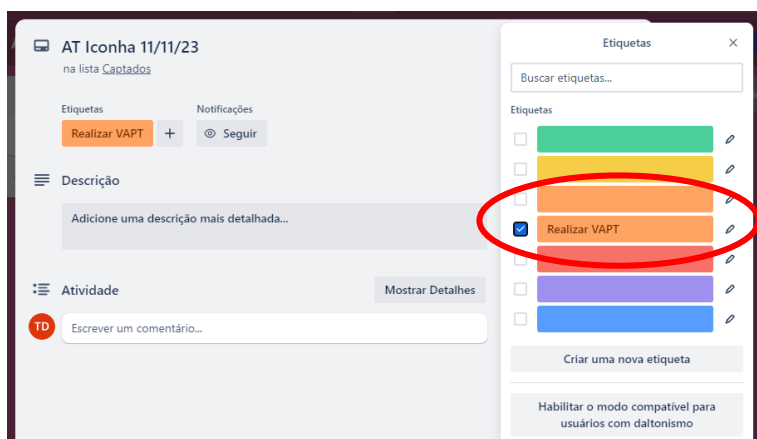 AT Iconha 11/11/23
na lista Captados
Etiquetas
Notificações
Realizar VAPT
+
Seguir
Descrição
Adicione uma descrição mais detalhada...
Atividade
Mostrar Detalhes
TD
Escrever um comentário...
Etiquetas
Buscar etiquetas...
Etiquetas
Realizar VAPT
Criar uma nova etiqueta
Habilitar o modo compatível para
usuários com daltonismo